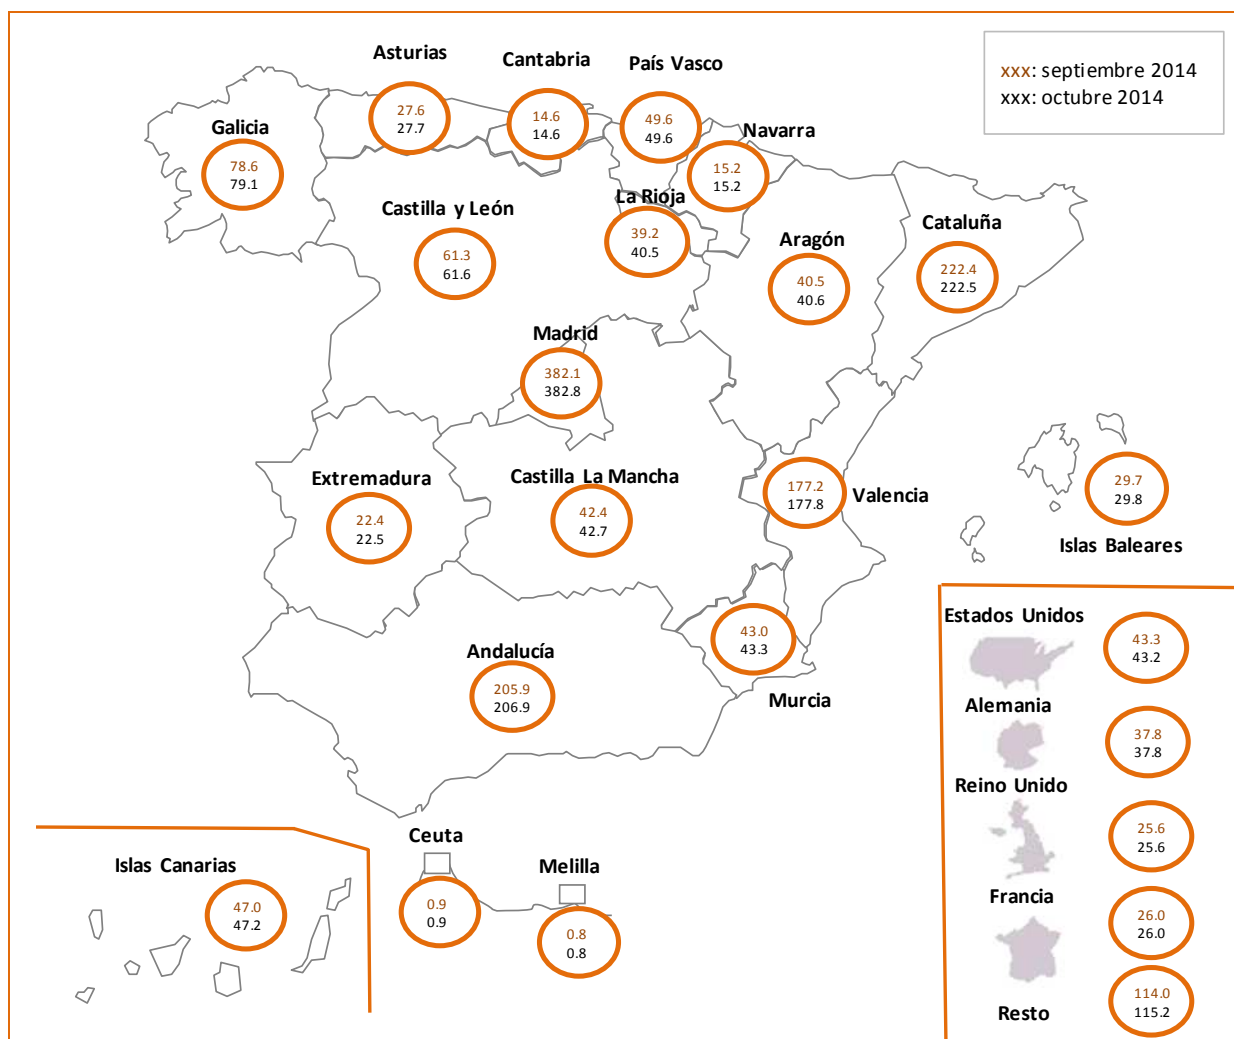 xxx: septiembre 2014
xxx: octubre 2014
Asturias
27.6
27.7
Cantabria
14.6
14.6
País Vasco
49.6
49.6
Navarra
15.2
15.2
Galicia
78.6
79.1
Castilla y León
61.3
61.6
La Rioja
39.2
40.5
Aragón
40.5
40.6
Cataluña
222.4
222.5
Madrid
382.1
382.8
Extremadura
22.4
22.5
Castilla La Mancha
42.4
42.7
177.2
177.8
Valencia
29.7
29.8
Islas Baleares
Andalucía
205.9
206.9
43.0
43.3
Murcia
Estados Unidos
43.3
43.2
Alemania
37.8
37.8
Reino Unido
25.6
25.6
Francia
26.0
26.0
Resto
114.0
115.2
Islas Canarias
47.0
47.2
Ceuta
0.9
0.9
Melilla
0.8
0.8